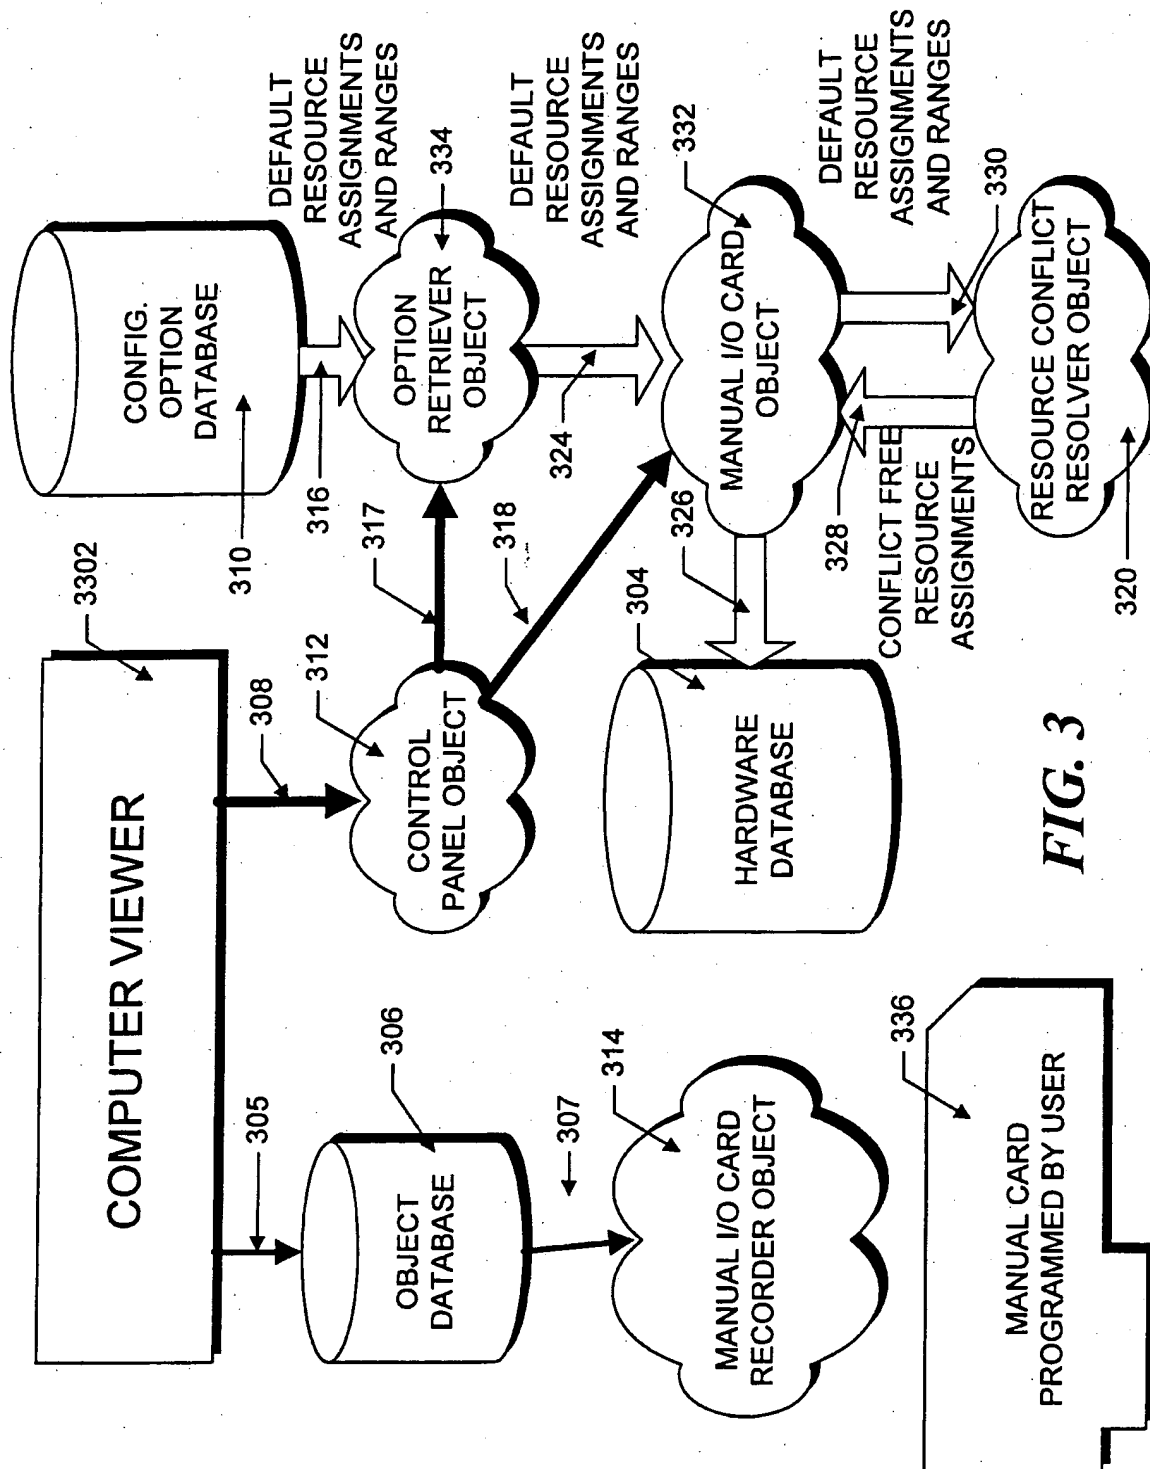 COMPUTER VIEWER
3302
305
308
OBJECT
DATABASE
306
307
MANUAL I/O CARD
RECORDER OBJECT
314
MANUAL CARD
PROGRAMMED BY USER
336
CONTROL
PANEL OBJECT
312
317
318
HARDWARE
DATABASE
304
326
CONFIG.
OPTION
DATABASE
310
316
DEFAULT
RESOURCE
ASSIGNMENTS
AND RANGES
OPTION
RETRIEVER
OBJECT
334
324
DEFAULT
RESOURCE
ASSIGNMENTS
AND RANGES
MANUAL I/O CARD
OBJECT
332
328
CONFLICT FREE
RESOURCE
ASSIGNMENTS
DEFAULT
RESOURCE
ASSIGNMENTS
AND RANGES
330
RESOURCE CONFLICT
RESOLVER OBJECT
320
FIG. 3